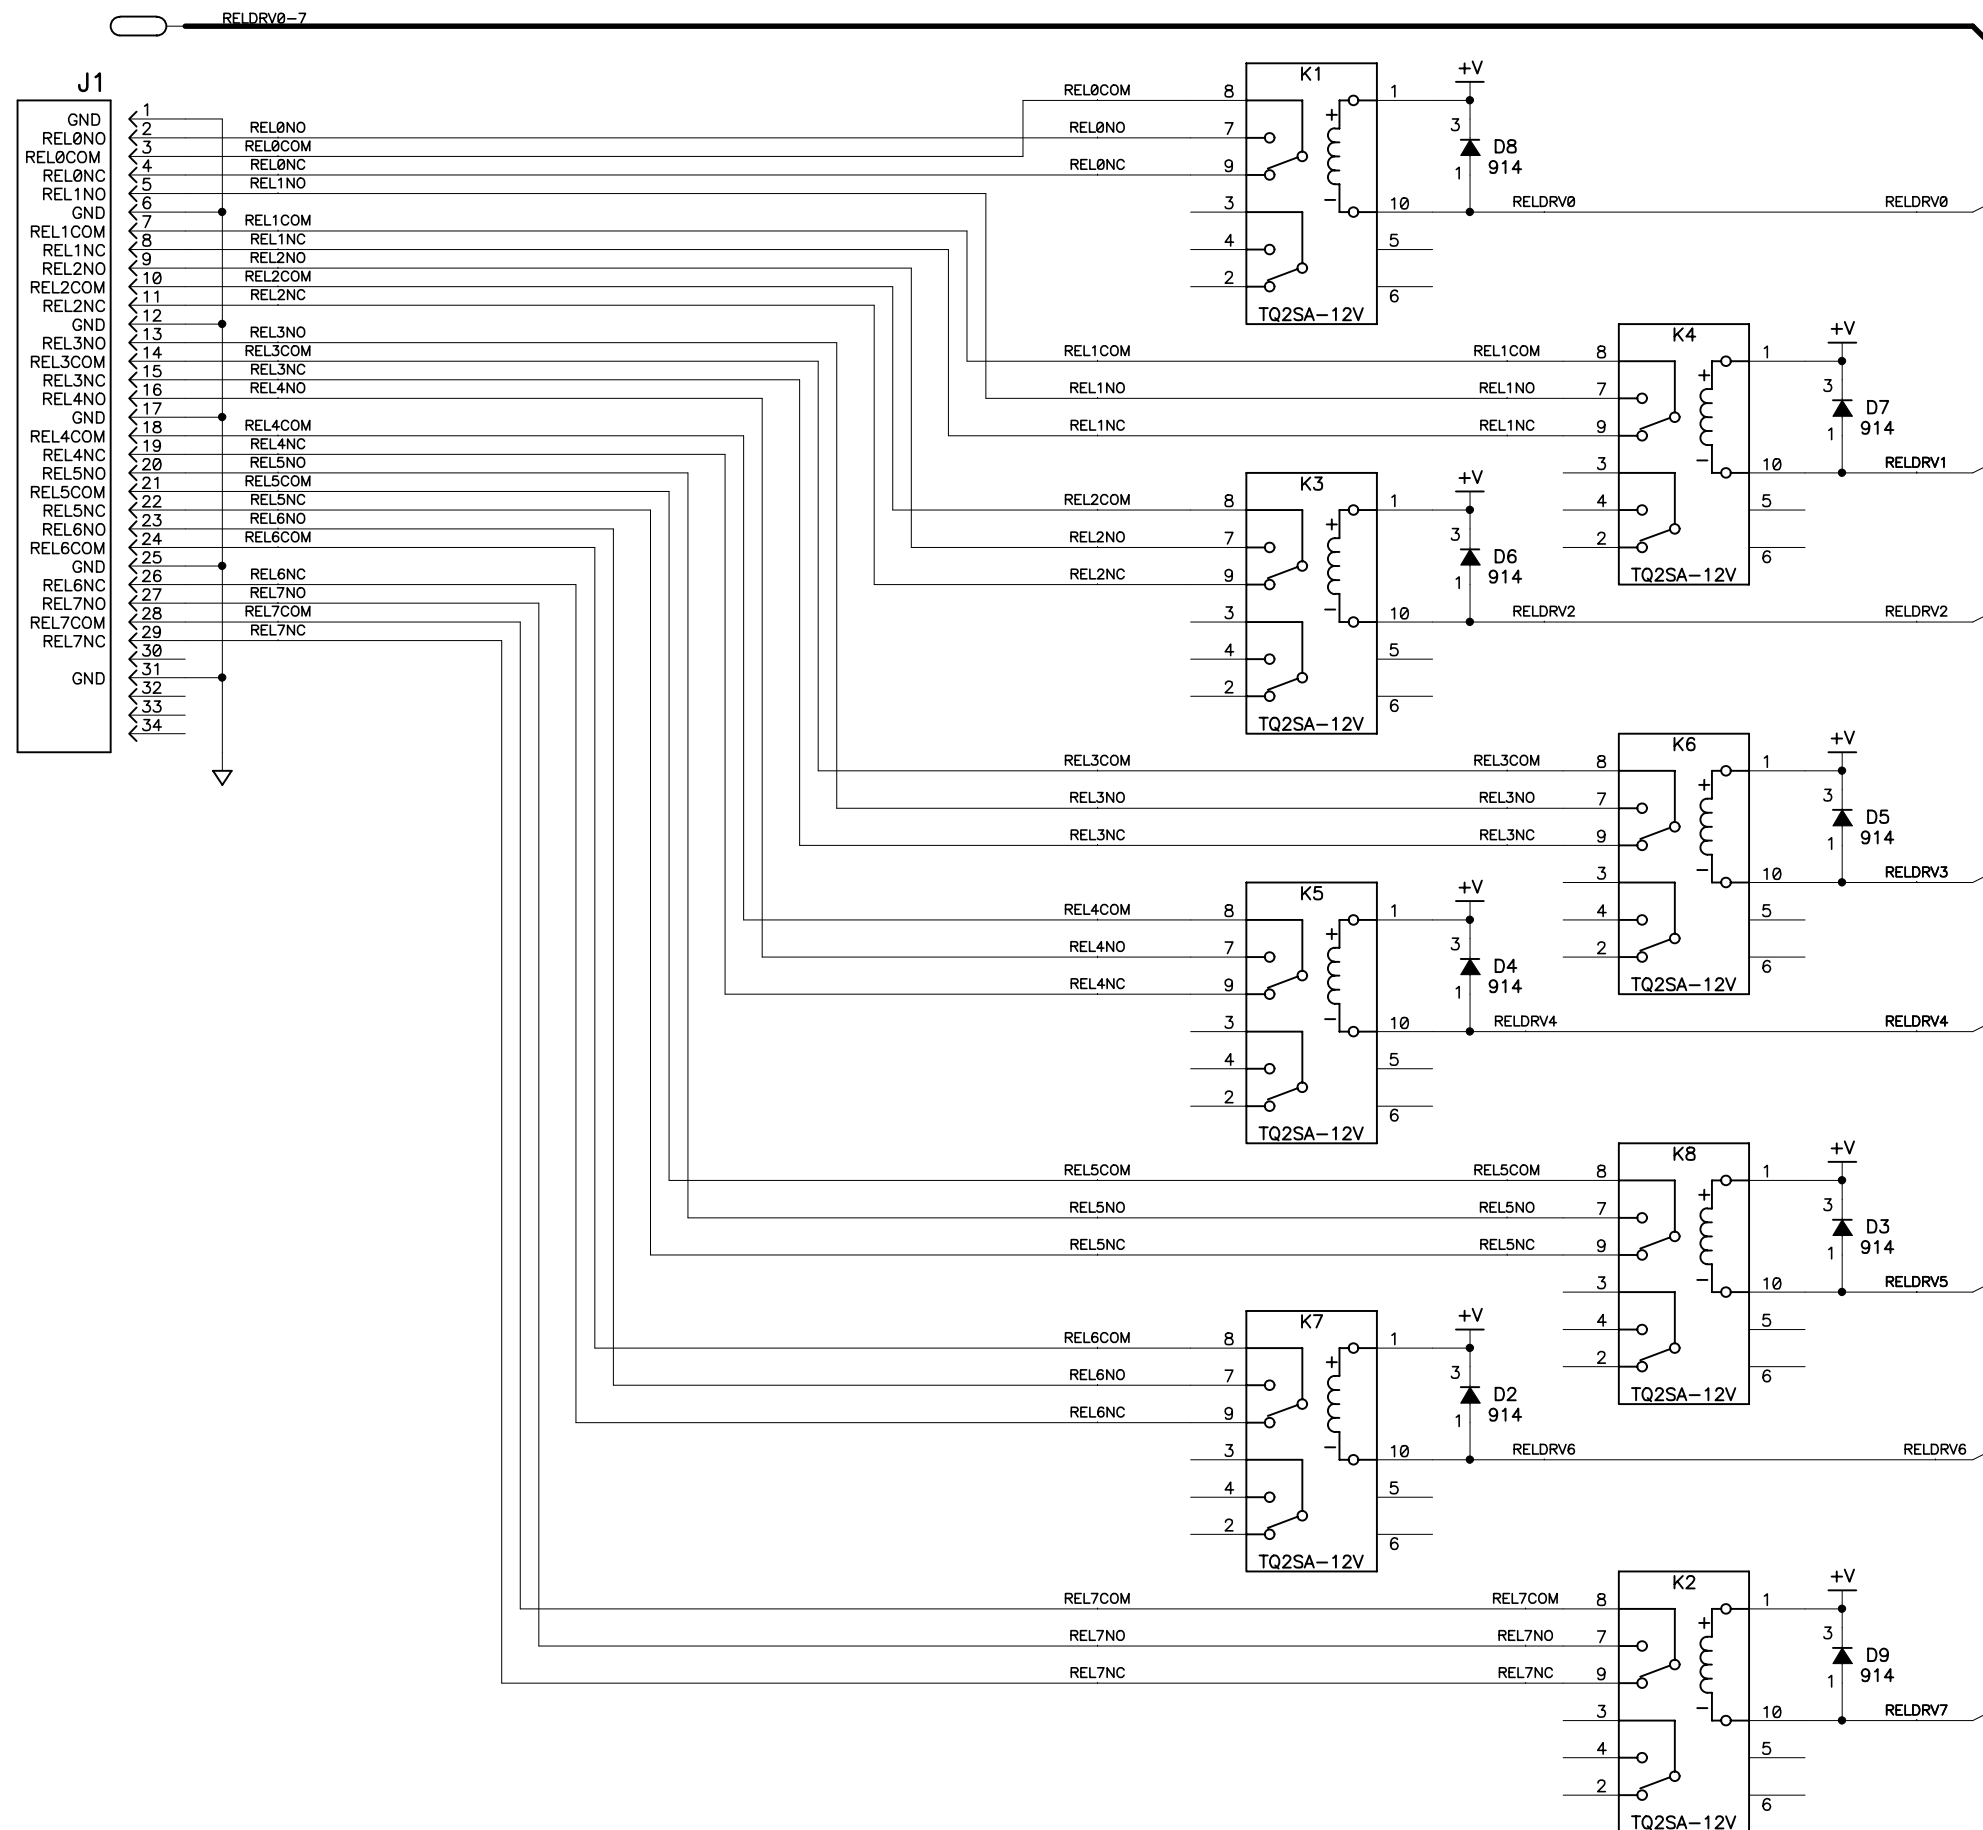 RELDRV0-7
J1
GND 1
REL0NO 2 REL0NO
REL0COM 3 REL0COM
REL0NC 4 REL0NC
REL1NO 5 REL1NO
GND 6
REL1COM 7 REL1COM
REL1NC 8 REL1NC
REL2NO 9 REL2NO
REL2COM 10 REL2COM
REL2NC 11 REL2NC
GND 12
REL3NO 13 REL3NO
REL3COM 14 REL3COM
REL3NC 15 REL3NC
REL4NO 16 REL4NO
GND 17
REL4COM 18 REL4COM
REL4NC 19 REL4NC
REL5NO 20 REL5NO
REL5COM 21 REL5COM
REL5NC 22 REL5NC
REL6NO 23 REL6NO
REL6COM 24 REL6COM
GND 25
REL6NC 26 REL6NC
REL7NO 27 REL7NO
REL7COM 28 REL7COM
REL7NC 29 REL7NC
30
GND 31
32
33
34
K1 +V
REL0COM 8 1
+ 3 D8
REL0NO 7
REL0NC 9 1 914
3 - 10 RELDRV0 RELDRV0
4 5
2 6
TQ2SA-12V
K4 +V
REL1COM REL1COM 8 1
+ 3 D7
REL1NO REL1NO 7
REL1NC REL1NC 9 1 914
3 - 10 RELDRV1
4 5
2 6
TQ2SA-12V
K3 +V
REL2COM 8 1
+ 3 D6
REL2NO 7
REL2NC 9 1 914
3 - 10 RELDRV2 RELDRV2
4 5
2 6
TQ2SA-12V
K6 +V
REL3COM REL3COM 8 1
+ 3 D5
REL3NO REL3NO 7
REL3NC REL3NC 9 1 914
3 - 10 RELDRV3
4 5
2 6
TQ2SA-12V
K5 +V
REL4COM 8 1
+ 3 D4
REL4NO 7
REL4NC 9 1 914
3 - 10 RELDRV4 RELDRV4
4 5
2 6
TQ2SA-12V
K8 +V
REL5COM REL5COM 8 1
+ 3 D3
REL5NO REL5NO 7
REL5NC REL5NC 9 1 914
3 - 10 RELDRV5
4 5
2 6
TQ2SA-12V
K7 +V
REL6COM 8 1
+ 3 D2
REL6NO 7
REL6NC 9 1 914
3 - 10 RELDRV6 RELDRV6
4 5
2 6
TQ2SA-12V
K2 +V
REL7COM REL7COM 8 1
+ 3 D9
REL7NO REL7NO 7
REL7NC REL7NC 9 1 914
3 - 10 RELDRV7
4 5
2 6
TQ2SA-12V